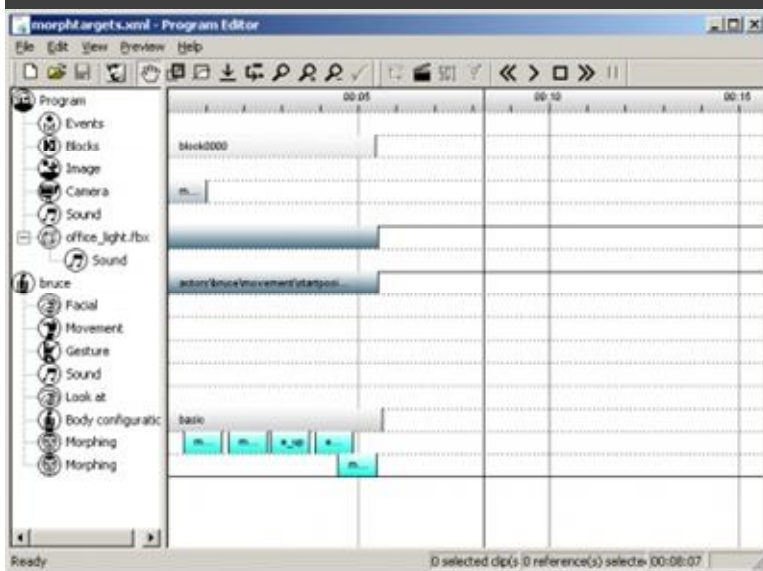 morphtargets.xml - Program Editor
File Edit View Preview Help
00:05 00:10 00:15
Program
Events
Blocks
block0000
Image
Camera
m...
Sound
office_light.fbx
Sound
bruce
actors\bruce\movement\startposi...
Facial
Movement
Gesture
Sound
Look at
Body configuratic
basic
Morphing
m... m... e_up e...
Morphing
m...
Ready
0 selected clip(s 0 reference(s) selecte 00:08:07